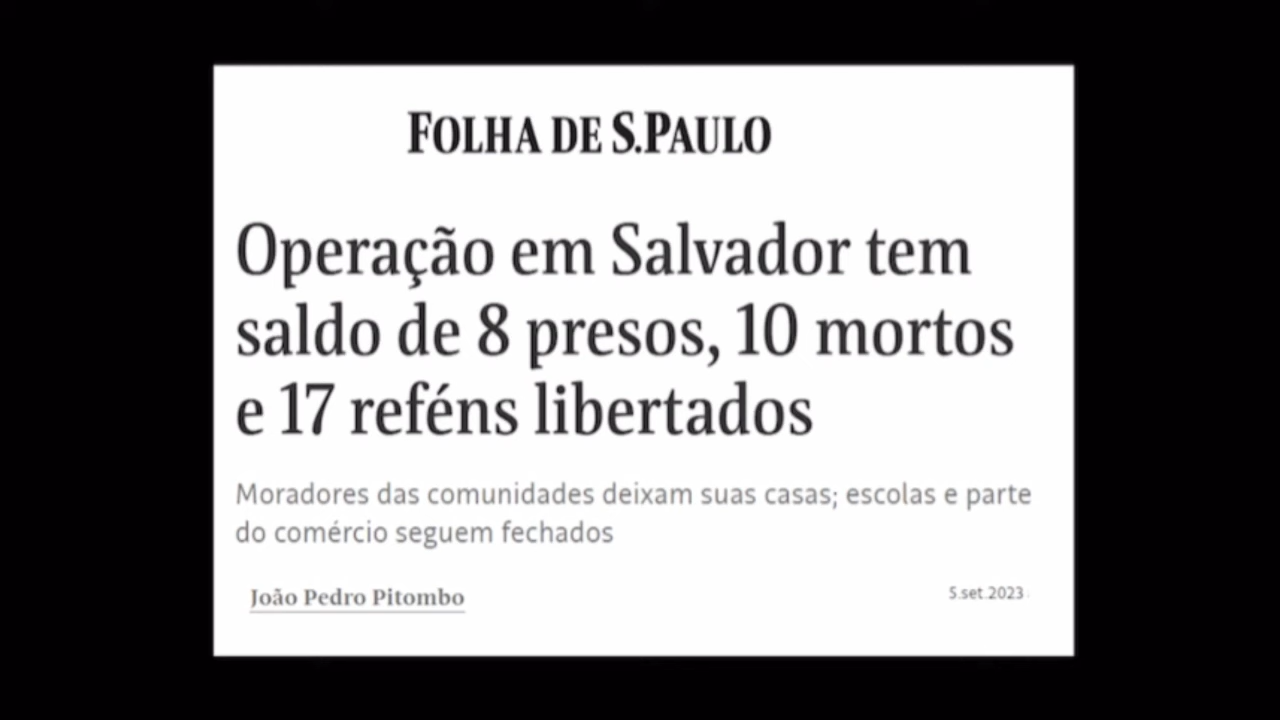 FOLHA DE S.PAULO
Operação em Salvador tem
saldo de 8 presos, 10 mortos
e 17 reféns libertados
Moradores das comunidades deixam suas casas; escolas e parte
do comércio seguem fechados
João Pedro Pitombo
5.set.2023